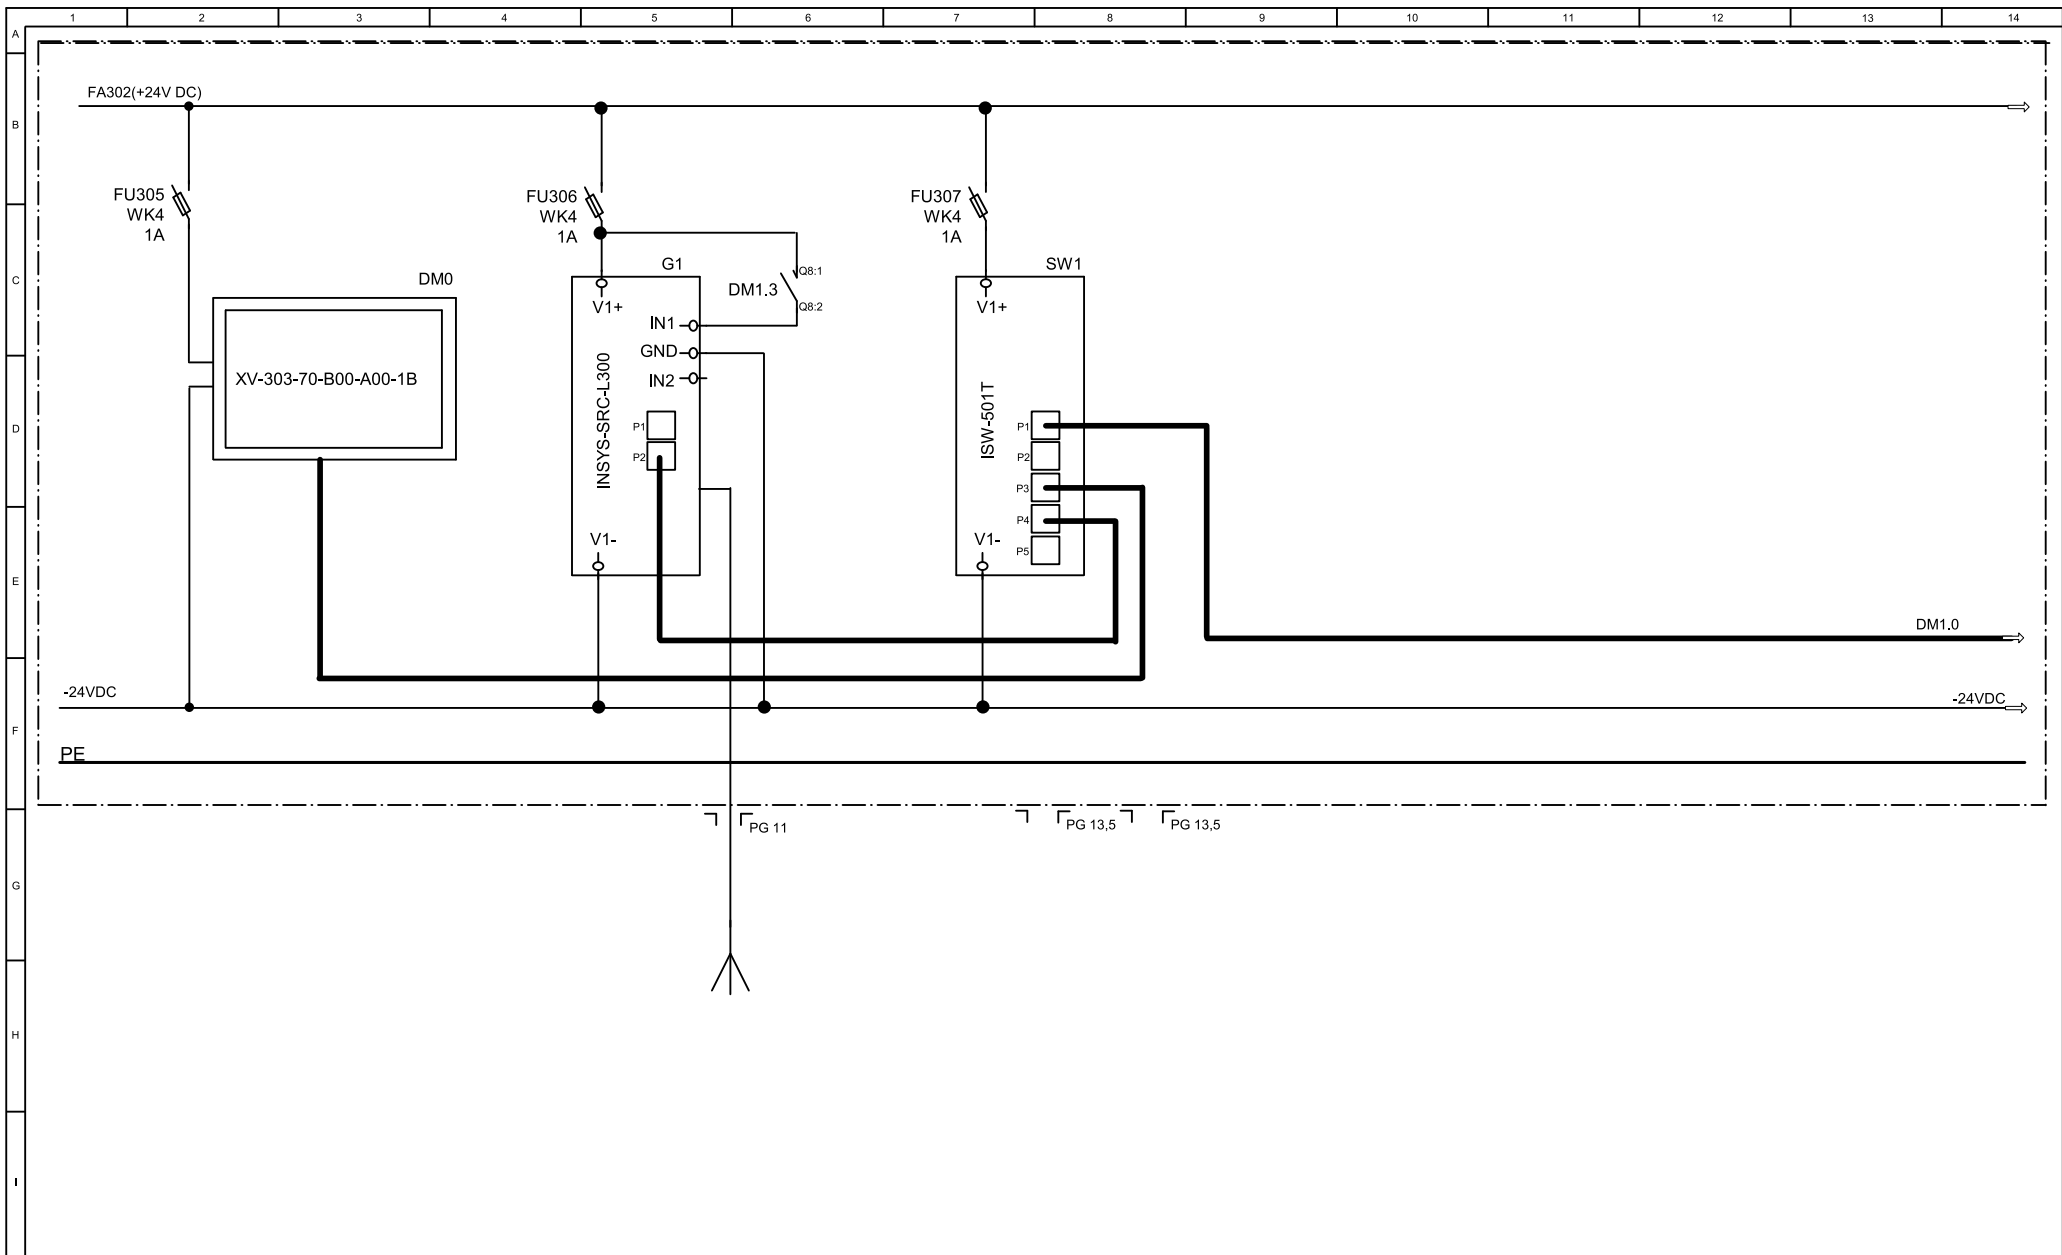 1 2 3 4 5 6 7 8 9 10 11 12 13 14
A
B
C
D
E
F
G
H
I
FA302(+24V DC)
FU305
WK4
1A
FU306
WK4
1A
FU307
WK4
1A
DM0
XV-303-70-B00-A00-1B
G1
V1+
IN1
GND
IN2
INSYS-SRC-L300
P1
P2
V1-
DM1.3
Q8:1
Q8:2
SW1
V1+
ISW-501T
P1
P2
P3
P4
P5
V1-
DM1.0
-24VDC
-24VDC
PE
PG 11
PG 13,5
PG 13,5